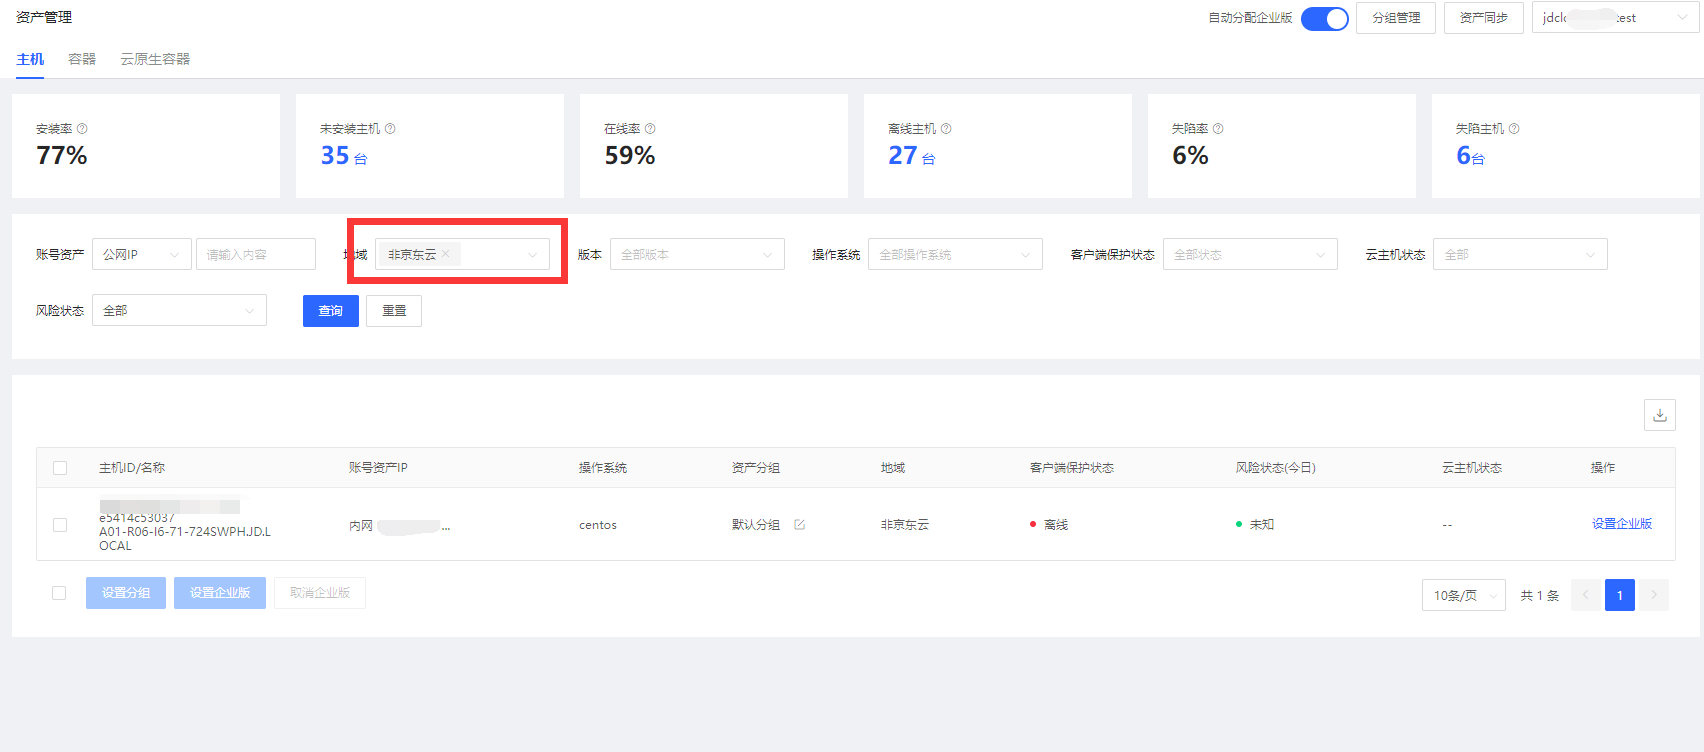 资产管理
自动分配企业版
分组管理
资产同步
主机 容器 云原生容器
安装率 未安装主机 在线率 离线主机 失陷率 失陷主机
77% 35 台 59% 27 台 6% 6台
账号资产 公网IP 请输入内容 地域 非京东云 版本 全部版本 操作系统 全部操作系统 客户端保护状态 全部状态 云主机状态 全部
风险状态 全部 查询 重置
主机ID/名称 账号资产IP 操作系统 资产分组 地域 客户端保护状态 风险状态(今日) 云主机状态 操作
e5414c53037
A01-R06-I6-71-724SWPH.JD.L
OCAL
内网 ... centos 默认分组 非京东云 离线 未知 -- 设置企业版
设置分组 设置企业版 取消企业版 10条/页 共 1 条 1